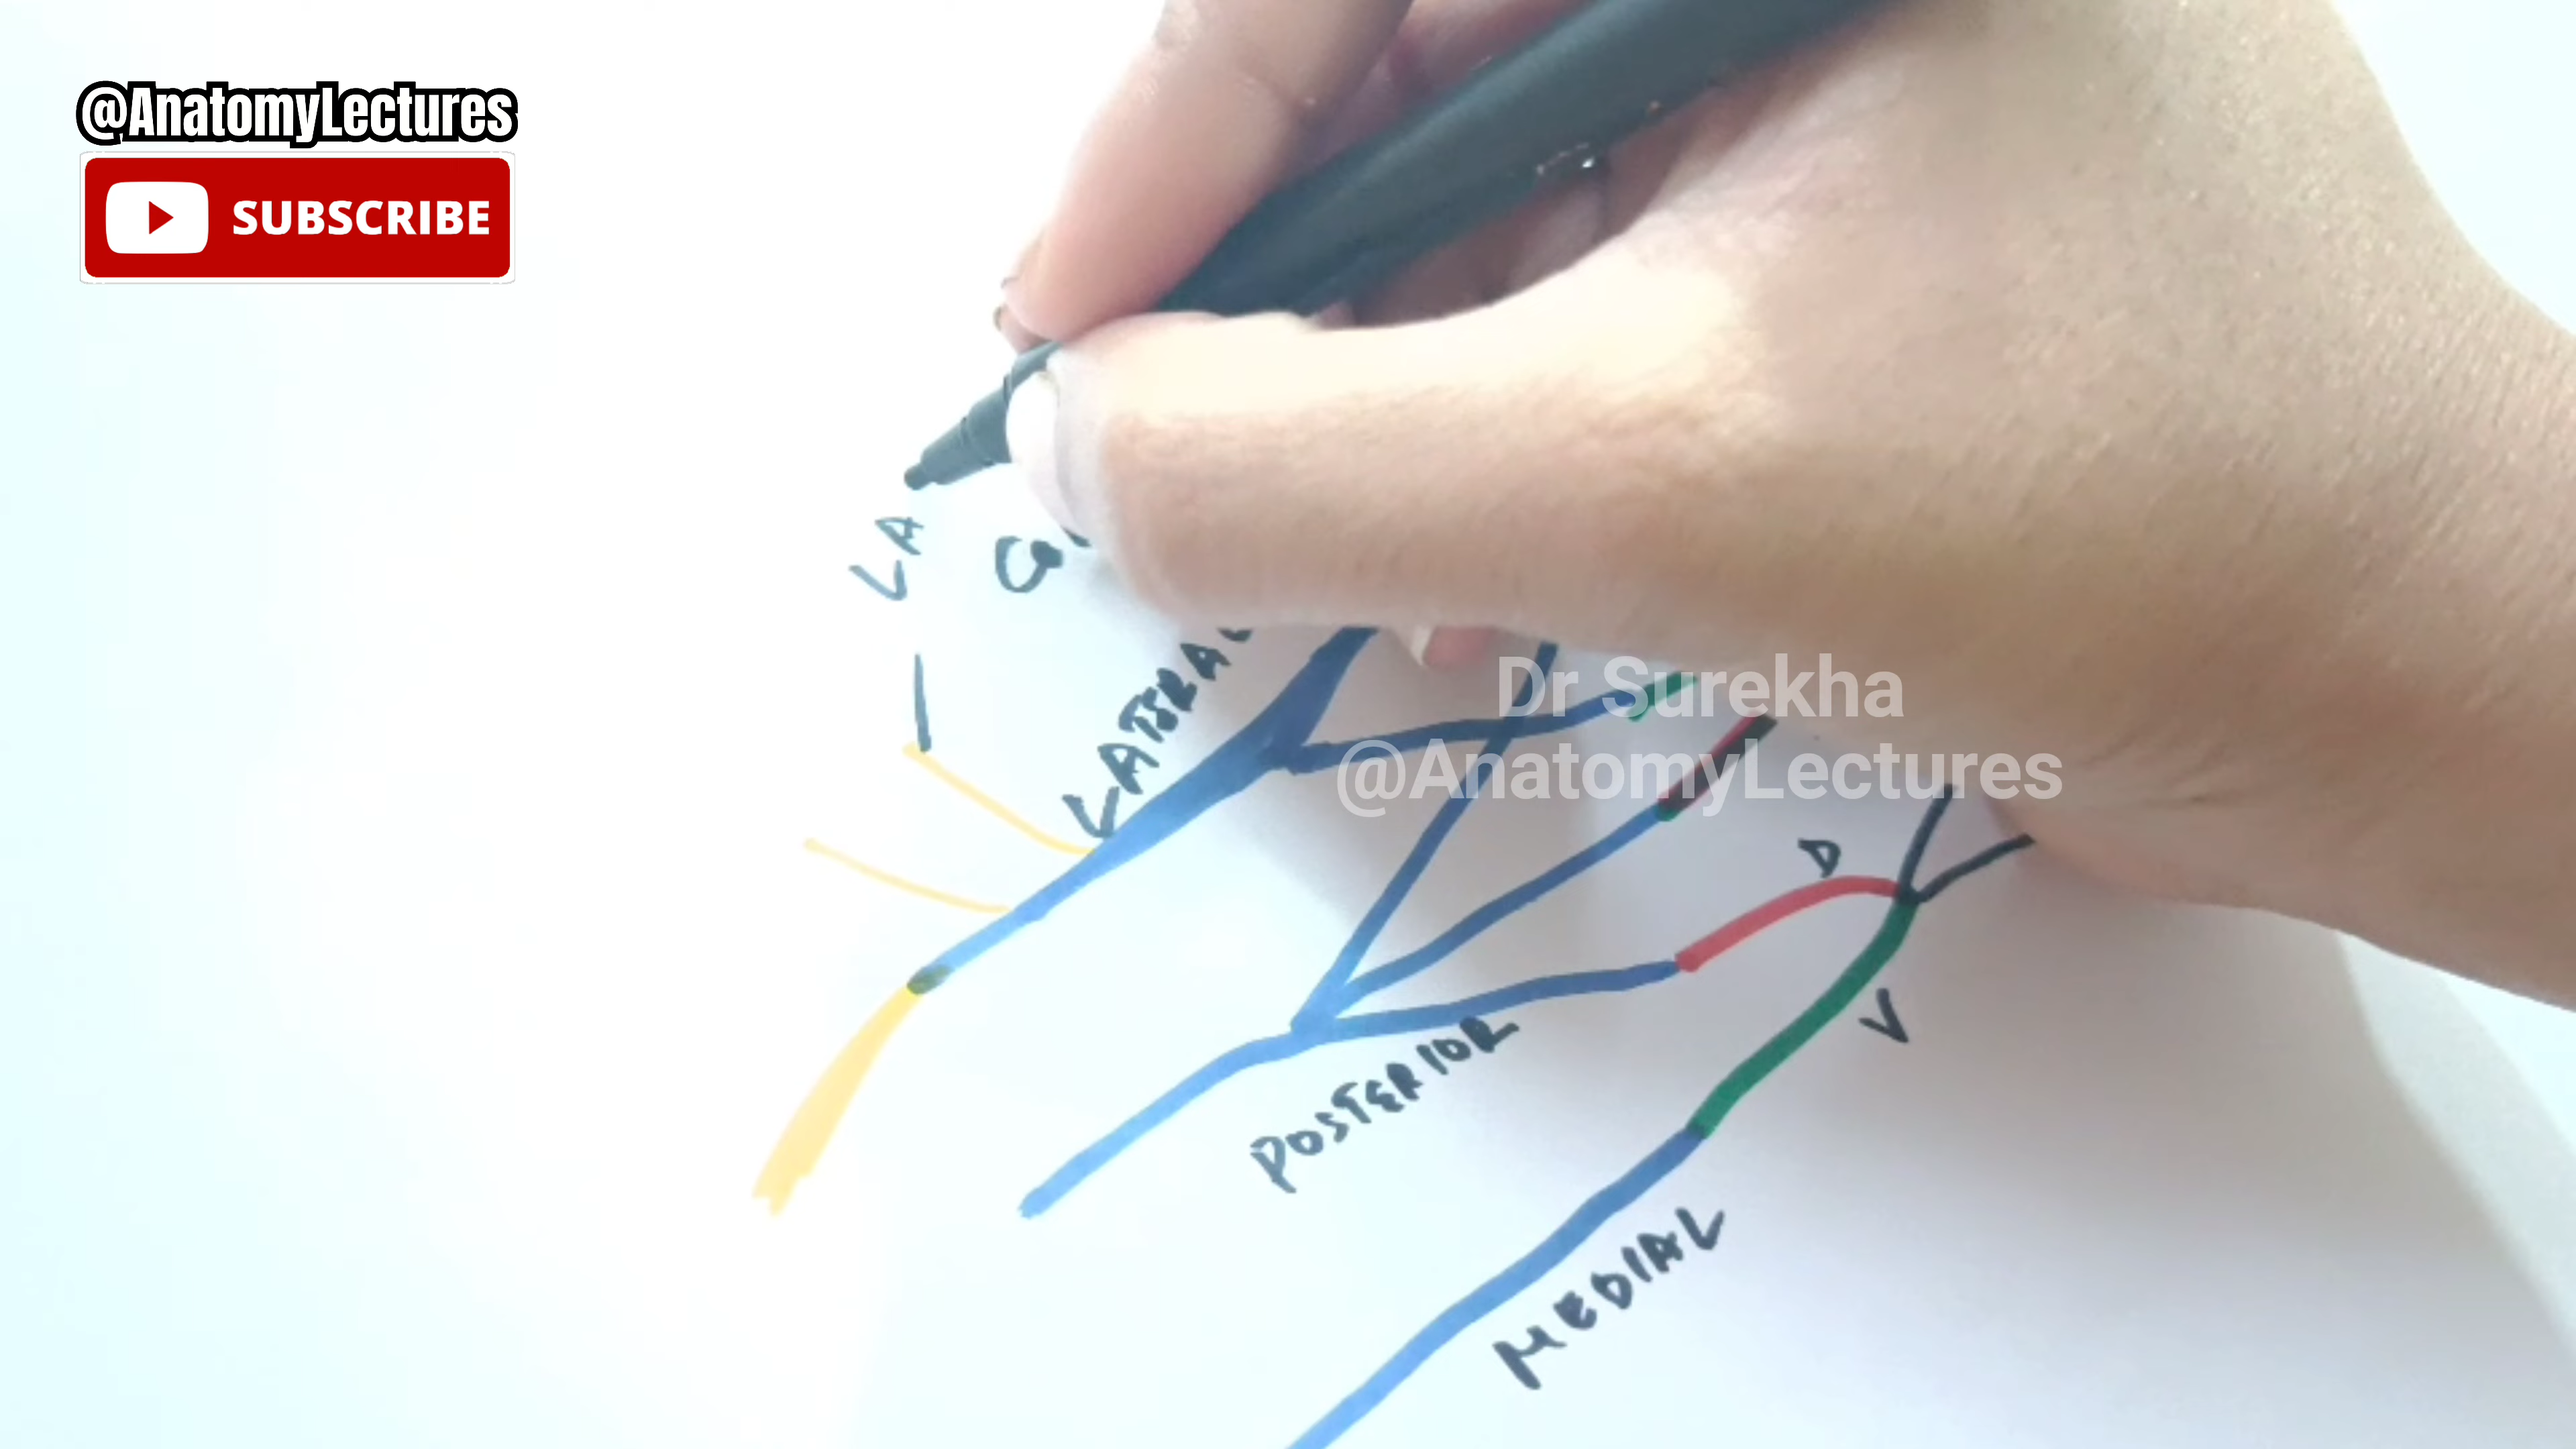 @AnatomyLectures
SUBSCRIBE
LA
LATERAL
Dr Surekha
@AnatomyLectures
D
V
POSTERIOR
MEDIAL